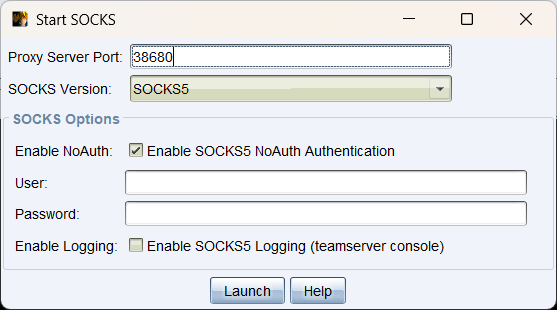 Start SOCKS
Proxy Server Port: 38680
SOCKS Version: SOCKS5
SOCKS Options
Enable NoAuth: Enable SOCKS5 NoAuth Authentication
User:
Password:
Enable Logging: Enable SOCKS5 Logging (teamserver console)
Launch Help